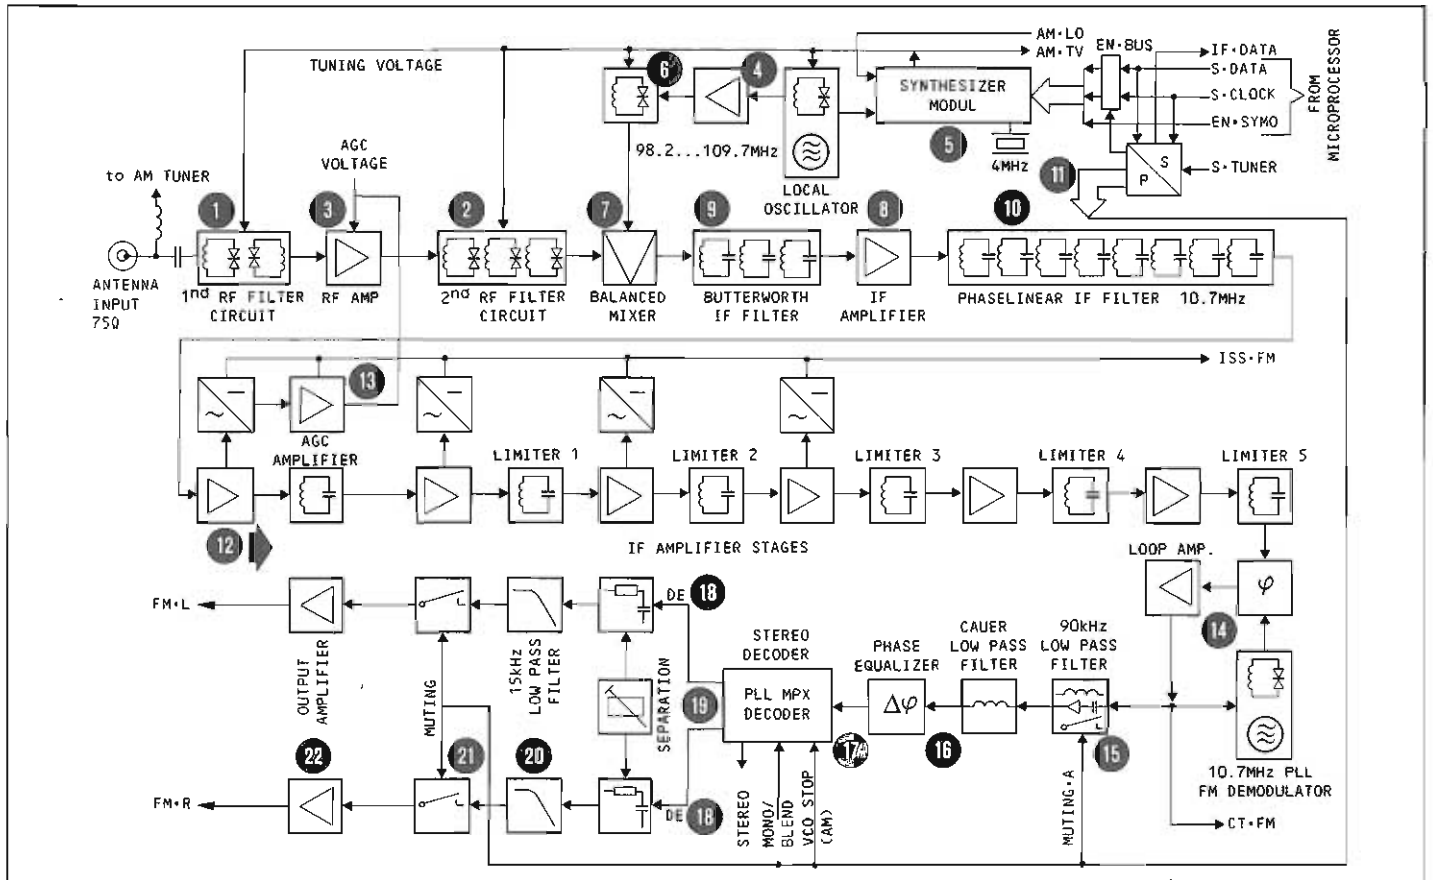 AM·LO
AM·TV
EN·BUS
IF·DATA
S·DATA
S·CLOCK
EN·SYMO
S·TUNER
FROM
MICROPROCESSOR
TUNING VOLTAGE
6
4
SYNTHESIZER
MODUL
5
4MHz
98.2...109.7MHz
LOCAL
OSCILLATOR
11
S
P
AGC
VOLTAGE
to AM TUNER
1
3
2
7
9
8
10
ANTENNA
INPUT
75Ω
1nd RF FILTER
CIRCUIT
RF AMP
2nd RF FILTER
CIRCUIT
BALANCED
MIXER
BUTTERWORTH
IF FILTER
IF
AMPLIFIER
PHASELINEAR IF FILTER 10.7MHz
ISS·FM
13
AGC
AMPLIFIER
LIMITER 1
LIMITER 2
LIMITER 3
LIMITER 4
LIMITER 5
12
IF AMPLIFIER STAGES
LOOP AMP.
φ
14
FM·L
OUTPUT
AMPLIFIER
MUTING
15kHz
LOW PASS
FILTER
SEPARATION
DE 18
STEREO
DECODER
PLL MPX
DECODER
19
PHASE
EQUALIZER
Δφ
CAUER
LOW PASS
FILTER
90kHz
LOW PASS
FILTER
17
16
15
10.7MHz PLL
FM DEMODULATOR
22
21
20
FM·R
DE 18
STEREO
MONO/
BLEND
VCO STOP
(AM)
MUTING·A
CT·FM